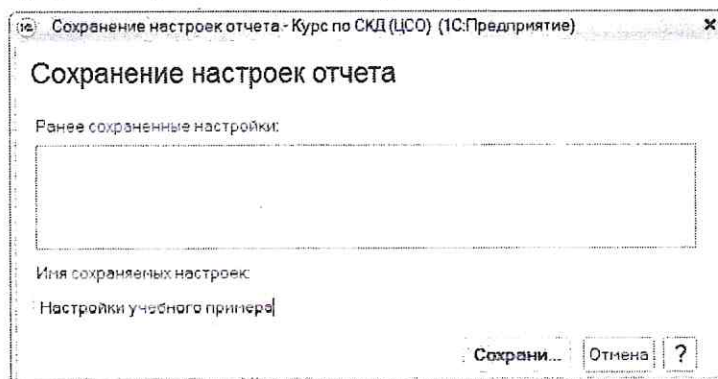 1С Сохранение настроек отчета - Курс по СКД (ЦСО) (1С:Предприятие) ×
Сохранение настроек отчета
Ранее сохраненные настройки:
Имя сохраняемых настроек:
Настройки учебного примера
Сохрани... Отмена ?